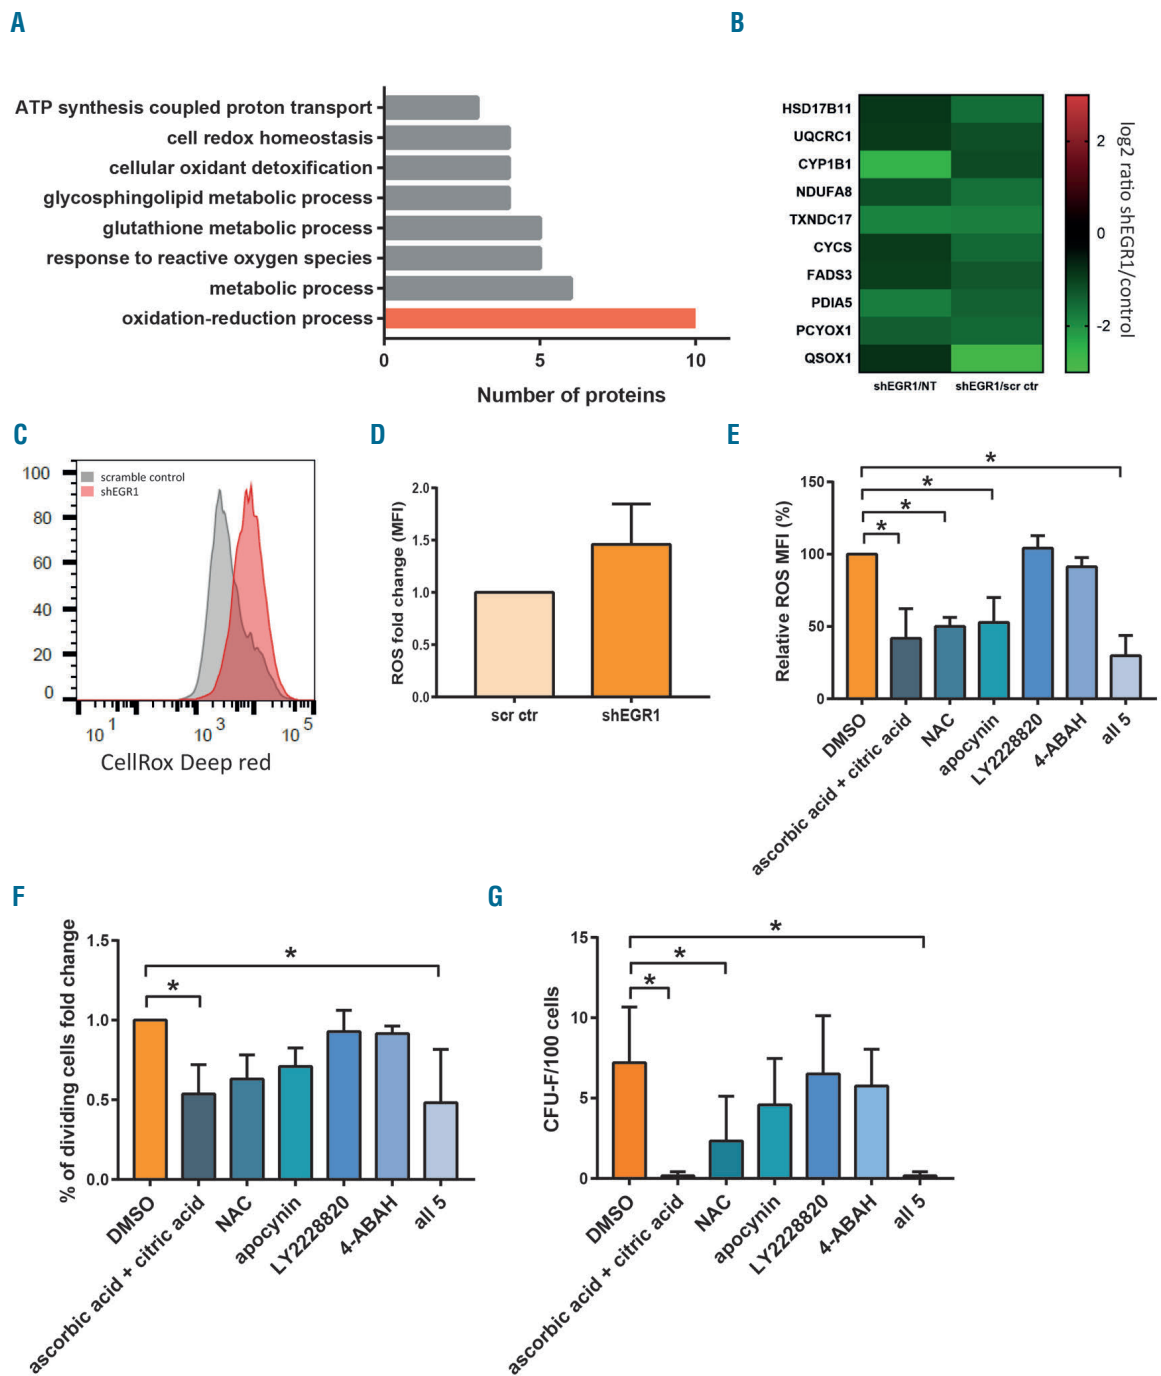 A
ATP synthesis coupled proton transport
cell redox homeostasis
cellular oxidant detoxification
glycosphingolipid metabolic process
glutathione metabolic process
response to reactive oxygen species
metabolic process
oxidation-reduction process
0 5 10
Number of proteins
B
HSD17B11
UQCRC1
CYP1B1
NDUFA8
TXNDC17
CYCS
FADS3
PDIA5
PCYOX1
QSOX1
shEGR1/NT shEGR1/scr ctr
2
0
-2
log2 ratio shEGR1/control
C
scramble control
shEGR1
100
80
60
40
20
0
10 1 10 3 10 5
CellRox Deep red
D
ROS fold change (MFI)
2.0
1.5
1.0
0.5
0.0
scr ctr shEGR1
E
Relative ROS MFI (%)
150
100
50
0
*
*
*
*
DMSO
ascorbic acid + citric acid
NAC
apocynin
LY2228820
4-ABAH
all 5
F
% of dividing cells fold change
1.5
1.0
0.5
0.0
*
*
DMSO
ascorbic acid + citric acid
NAC
apocynin
LY2228820
4-ABAH
all 5
G
CFU-F/100 cells
15
10
5
0
*
*
*
DMSO
ascorbic acid + citric acid
NAC
apocynin
LY2228820
4-ABAH
all 5